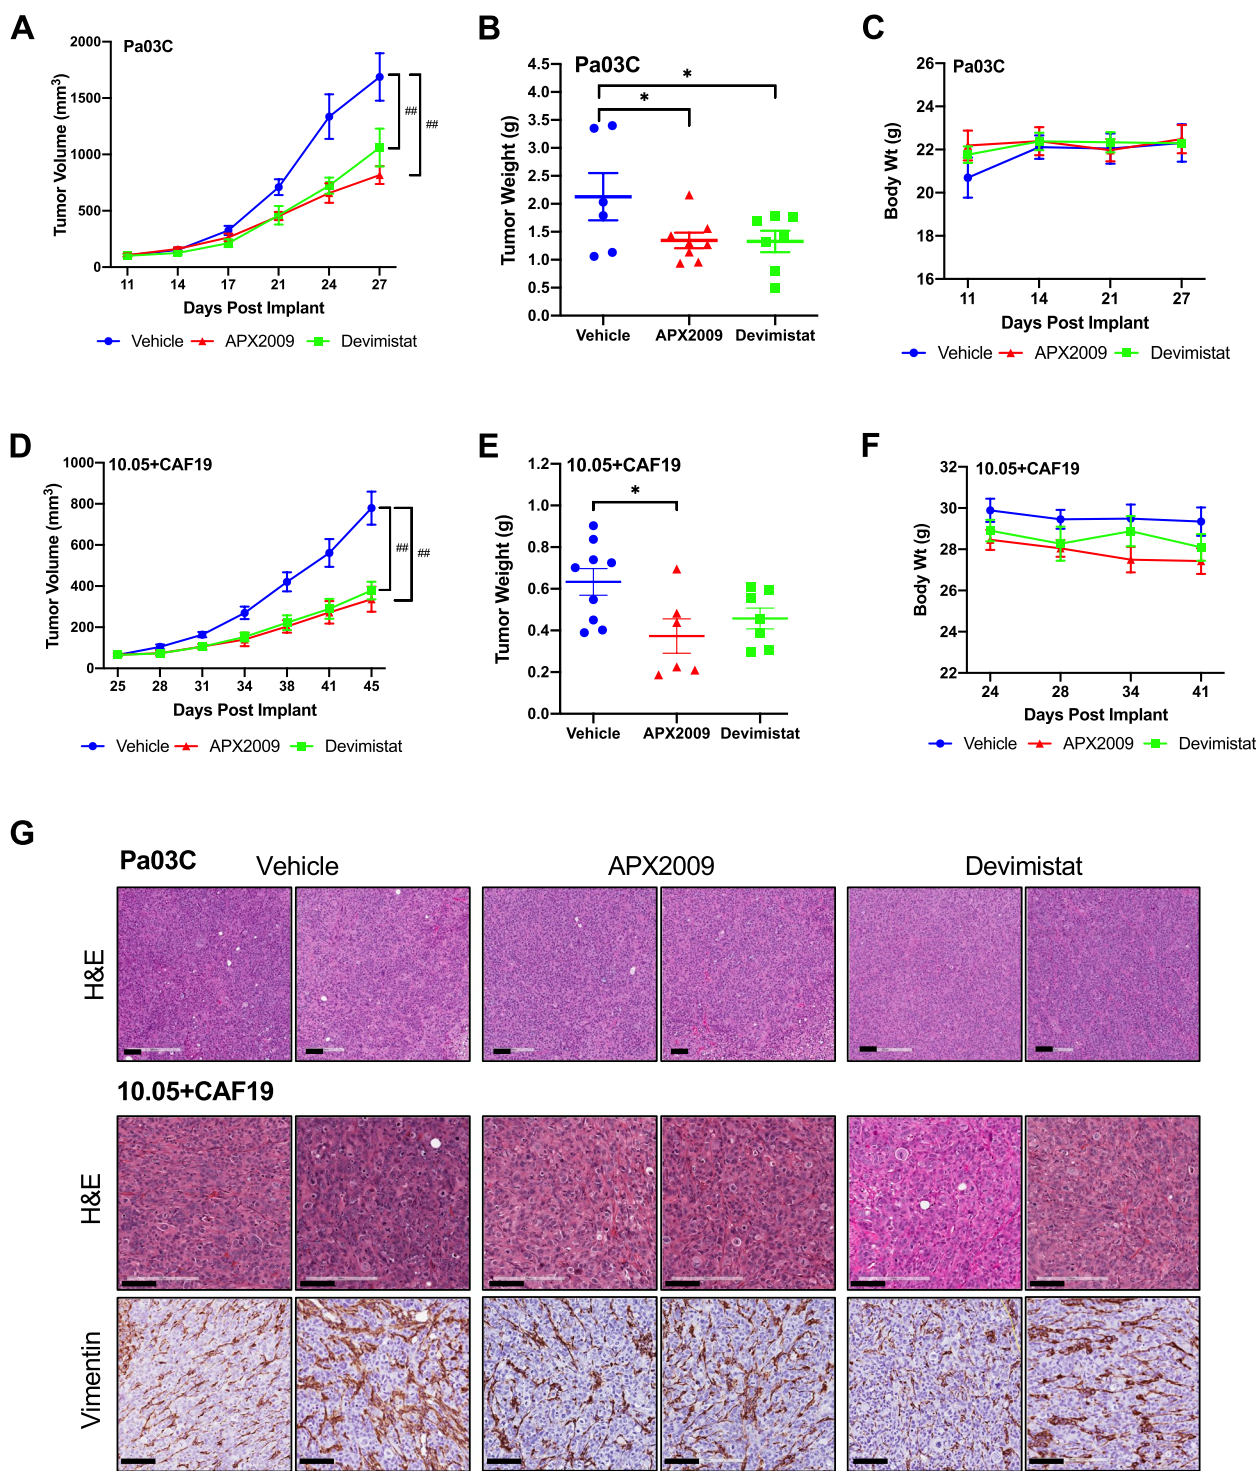 A
Pa03C
Tumor Volume (mm3)
2000
1500
1000
500
0
11 14 17 21 24 27
Days Post Implant
## ##
Vehicle APX2009 Devimistat
B
Pa03C
Tumor Weight (g)
4.5
4.0
3.5
3.0
2.5
2.0
1.5
1.0
0.5
0.0
* *
Vehicle APX2009 Devimistat
C
Pa03C
Body Wt (g)
26
24
22
20
18
16
11 14 21 27
Days Post Implant
Vehicle APX2009 Devimistat
D
10.05+CAF19
Tumor Volume (mm3)
1000
800
600
400
200
0
25 28 31 34 38 41 45
Days Post Implant
## ##
Vehicle APX2009 Devimistat
E
10.05+CAF19
Tumor Weight (g)
1.2
1.0
0.8
0.6
0.4
0.2
0.0
*
Vehicle APX2009 Devimistat
F
10.05+CAF19
Body Wt (g)
32
30
28
26
24
22
24 28 34 41
Days Post Implant
Vehicle APX2009 Devimistat
G
Pa03C
Vehicle APX2009 Devimistat
H&E
10.05+CAF19
H&E
Vimentin